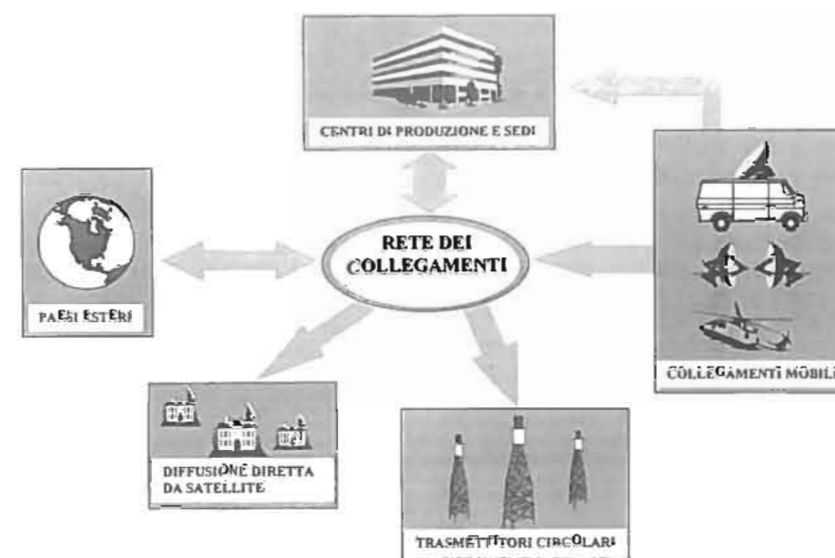 CENTRI DI PRODUZIONE E SEDI
RETE DEI
COLLEGAMENTI
PAESI ESTERI
COLLEGAMENTI MOBILI
DIFFUSIONE DIRETTA
DA SATELLITE
TRASMETTITORI CIRCOLARI